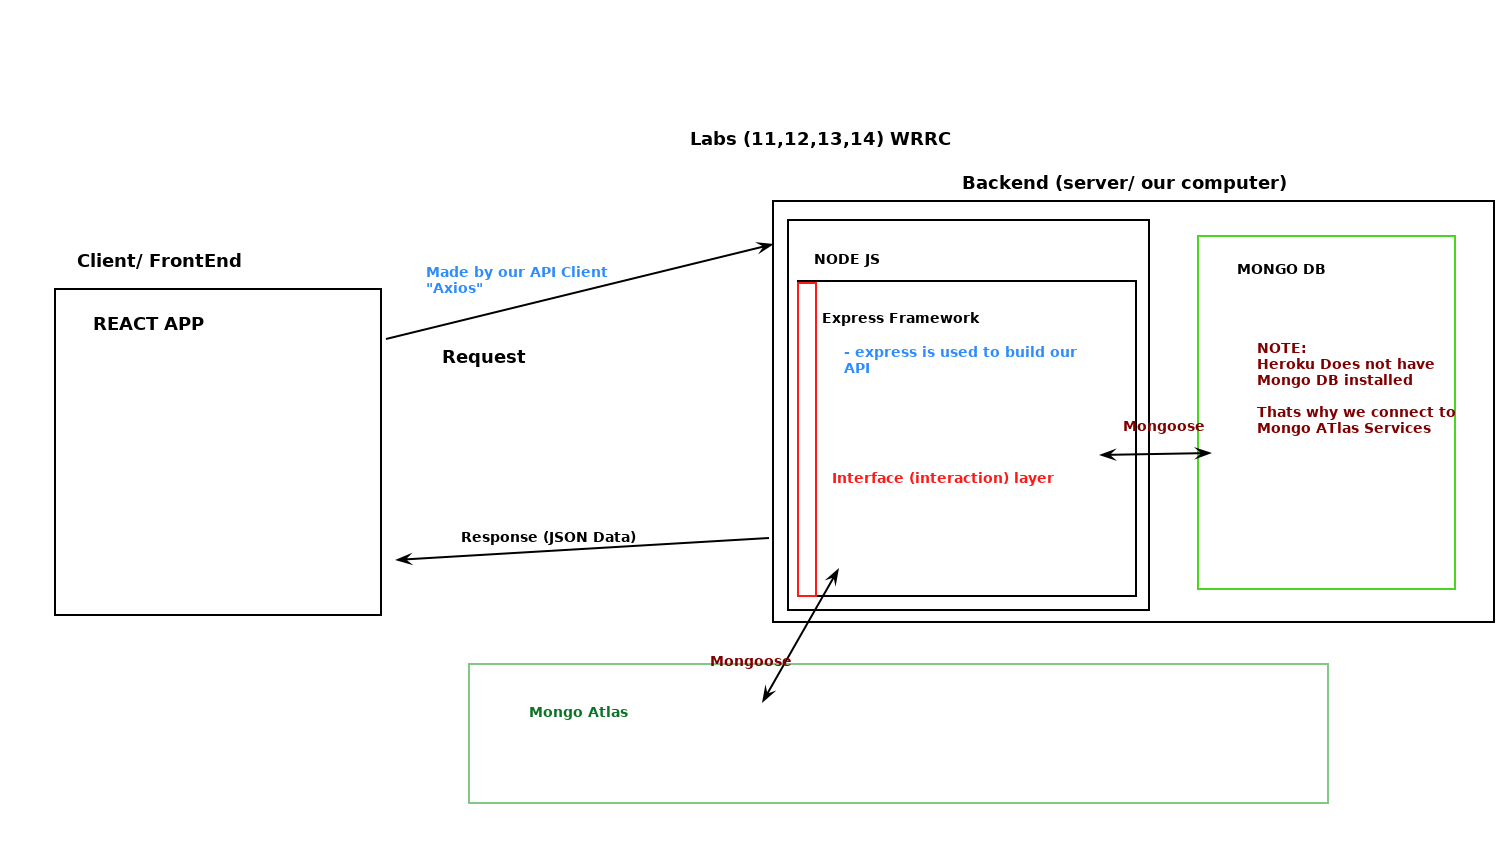 Labs (11,12,13,14) WRRC
Backend (server/ our computer)
Client/ FrontEnd
REACT APP
Made by our API Client
"Axios"
Request
Response (JSON Data)
NODE JS
Express Framework
- express is used to build our
API
Interface (interaction) layer
Mongoose
MONGO DB
NOTE:
Heroku Does not have
Mongo DB installed
Thats why we connect to
Mongo ATlas Services
Mongoose
Mongo Atlas